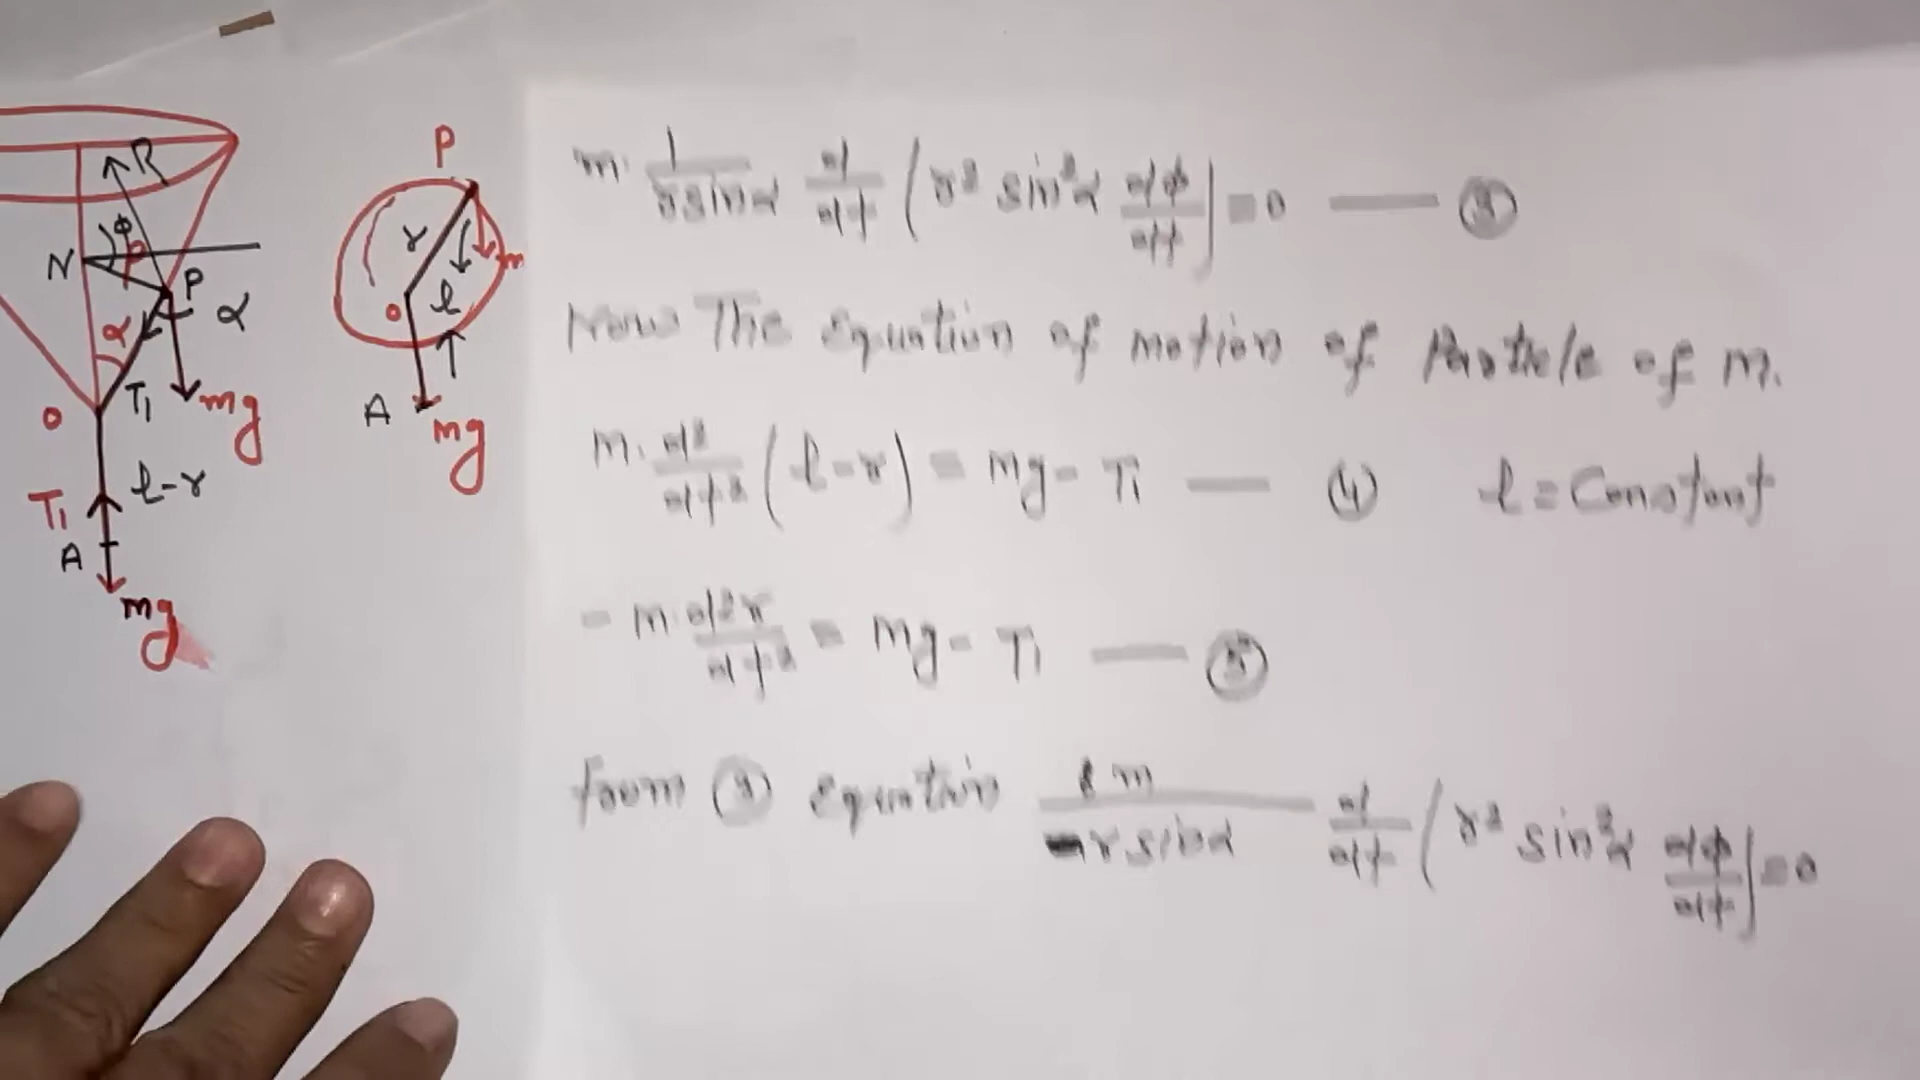 R
ϕ
N
P
P
α
α
T₁
mg
O
l-r
T₁
A
mg
P
r
m
O
l
A
mg
m. 1/(r sinα) d/dt (r² sin²α dϕ/dt) = 0 —— ③
Now The Equation of motion of Particle of m.
m. d²/dt² (l-r) = mg - T₁ —— ④ l = Constant
- m. d²r/dt² = mg - T₁ —— ⑤
from ③ Equation m/(r sinα) d/dt (r² sin²α dϕ/dt) = 0